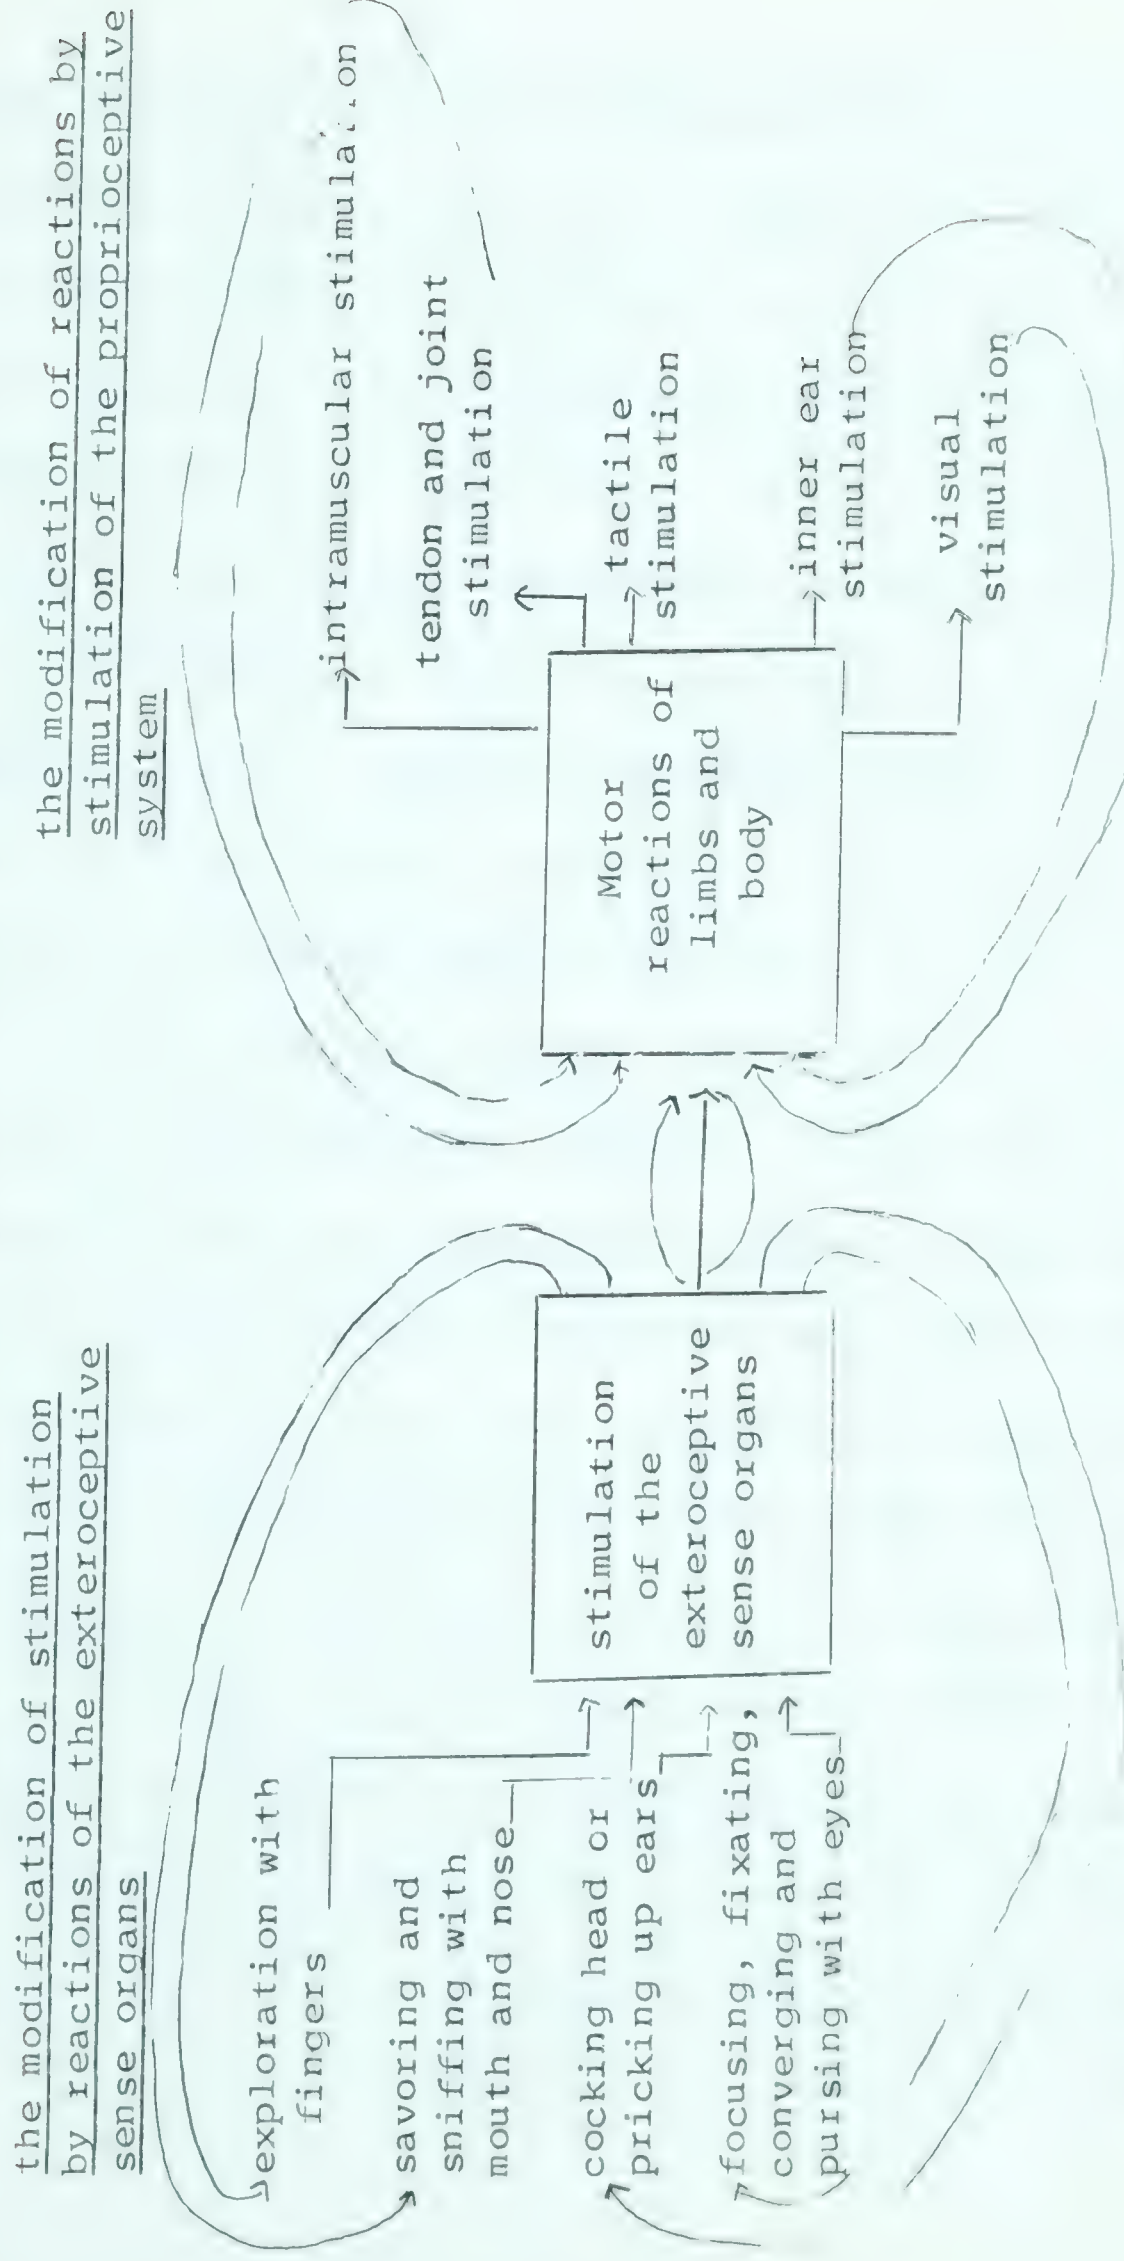 the modification of stimulation
by reactions of the exteroceptive
sense organs
exploration with
fingers
savoring and
sniffing with
mouth and nose
cocking head or
pricking up ears
focusing, fixating,
converging and
pursing with eyes
stimulation
of the
exteroceptive
sense organs
the modification of reactions by
stimulation of the proprioceptive
system
Motor
reactions of
limbs and
body
intramuscular stimulation
tendon and joint
stimulation
tactile
stimulation
inner ear
stimulation
visual
stimulation